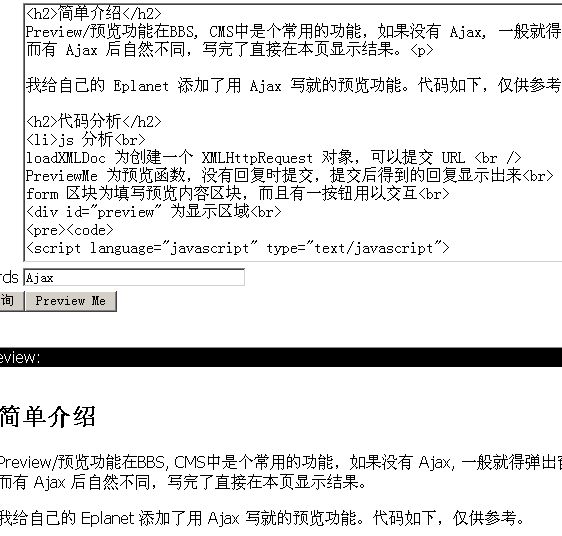 <h2>简单介绍</h2>
Preview/预览功能在BBS, CMS中是个常用的功能，如果没有 Ajax, 一般就得
而有 Ajax 后自然不同，写完了直接在本页显示结果。<p>
我给自己的 Eplanet 添加了用 Ajax 写就的预览功能。代码如下，仅供参考
<h2>代码分析</h2>
<li>js 分析<br>
loadXMLDoc 为创建一个 XMLHttpRequest 对象，可以提交 URL <br />
PreviewMe 为预览函数，没有回复时提交，提交后得到的回复显示出来<br>
form 区块为填写预览内容区块，而且有一按钮用以交互<br>
<div id="preview" 为显示区域<br>
<pre><code>
<script language="javascript" type="text/javascript">
rds Ajax
询 Preview Me
eview:
简单介绍
Preview/预览功能在BBS, CMS中是个常用的功能，如果没有 Ajax, 一般就得弹出
而有 Ajax 后自然不同，写完了直接在本页显示结果。
我给自己的 Eplanet 添加了用 Ajax 写就的预览功能。代码如下，仅供参考。